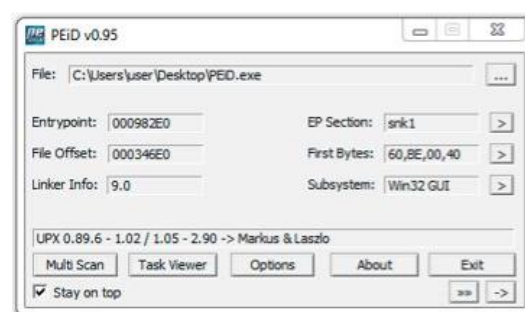 PEiD v0.95
File: C:\Users\user\Desktop\PEiD.exe ...
Entrypoint: 000982E0 EP Section: snk1 >
File Offset: 000346E0 First Bytes: 60,BE,00,40 >
Linker Info: 9.0 Subsystem: Win32 GUI >
UPX 0.89.6 - 1.02 / 1.05 - 2.90 -> Markus & Laszlo
Multi Scan Task Viewer Options About Exit
Stay on top >> ->